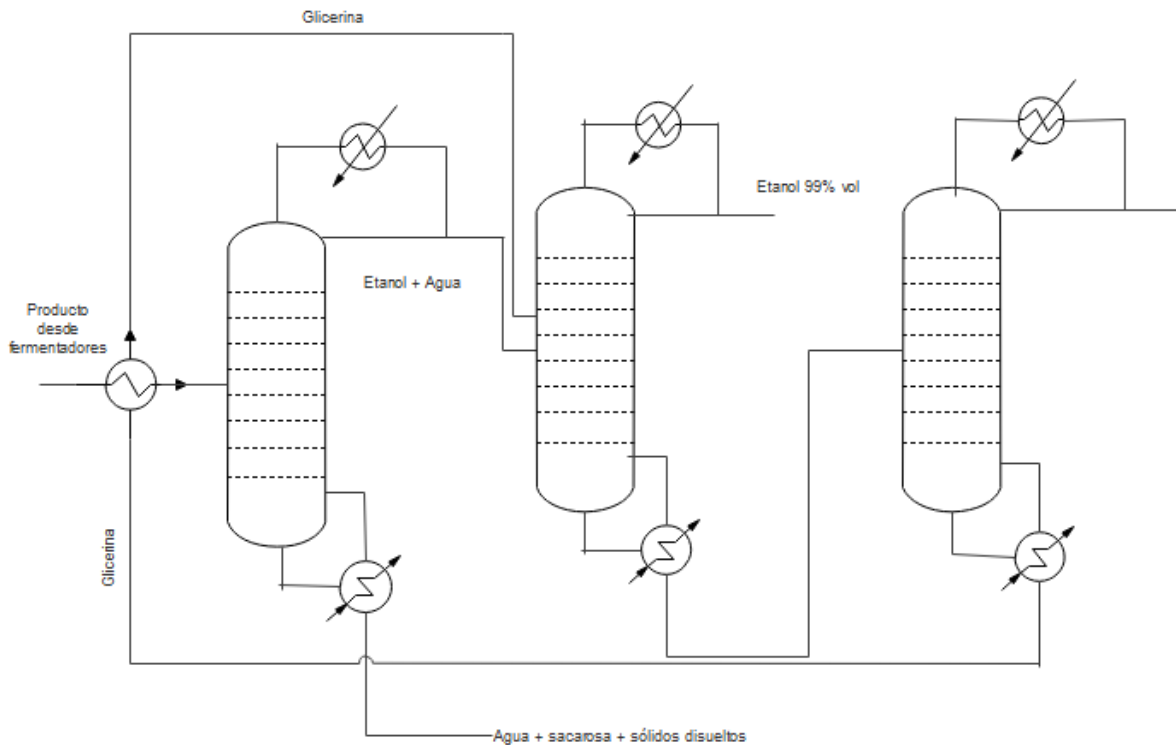 Glicerina
Etanol 99% vol
Etanol + Agua
Producto
desde
fermentadores
Glicerina
Agua + sacarosa + sólidos disueltos